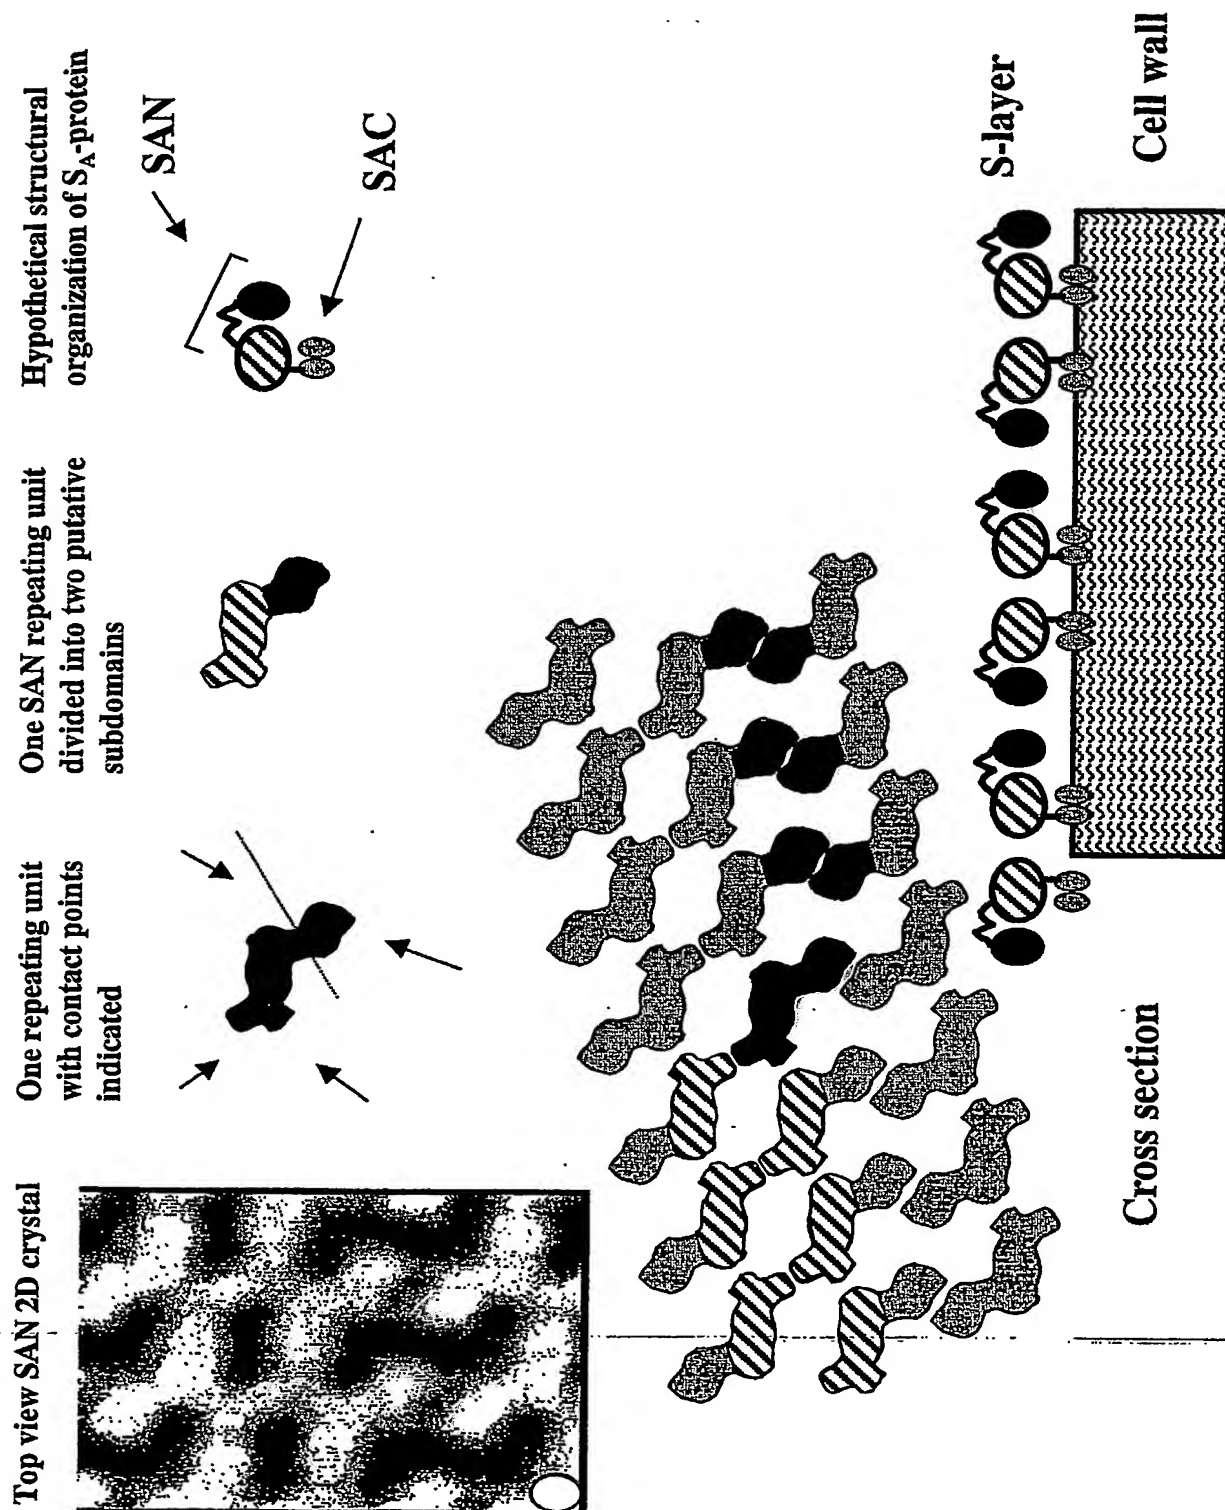 Top view SAN 2D crystal
One repeating unit
with contact points
indicated
One SAN repeating unit
divided into two putative
subdomains
Hypothetical structural
organization of S_A-protein
SAN
SAC
Cross section
S-layer
Cell wall